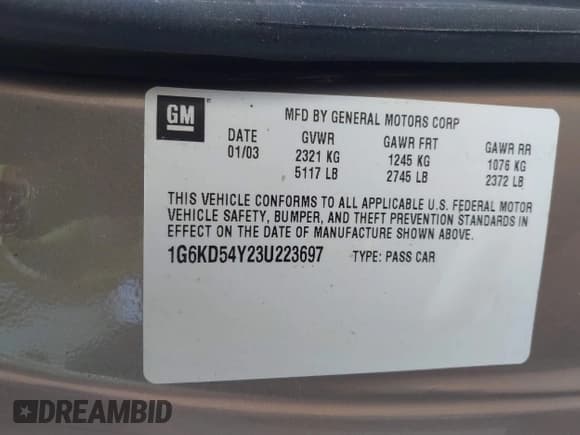 GM
MFD BY GENERAL MOTORS CORP
DATE GVWR GAWR FRT GAWR RR
01/03 2321 KG 1245 KG 1076 KG
5117 LB 2745 LB 2372 LB
THIS VEHICLE CONFORMS TO ALL APPLICABLE U.S. FEDERAL MOTOR
VEHICLE SAFETY, BUMPER, AND THEFT PREVENTION STANDARDS IN
EFFECT ON THE DATE OF MANUFACTURE SHOWN ABOVE.
1G6KD54Y23U223697 TYPE: PASS CAR
DREAMBID